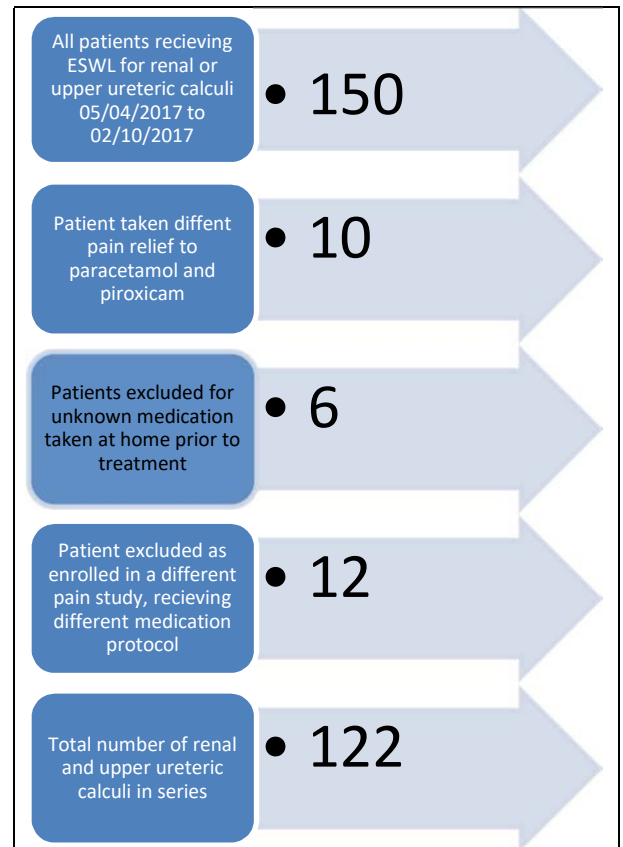 All patients recieving
ESWL for renal or
upper ureteric calculi
05/04/2017 to
02/10/2017
• 150
Patient taken diffent
pain relief to
paracetamol and
piroxicam
• 10
Patients excluded for
unknown medication
taken at home prior to
treatment
• 6
Patient excluded as
enrolled in a different
pain study, recieving
different medication
protocol
• 12
Total number of renal
and upper ureteric
calculi in series
• 122